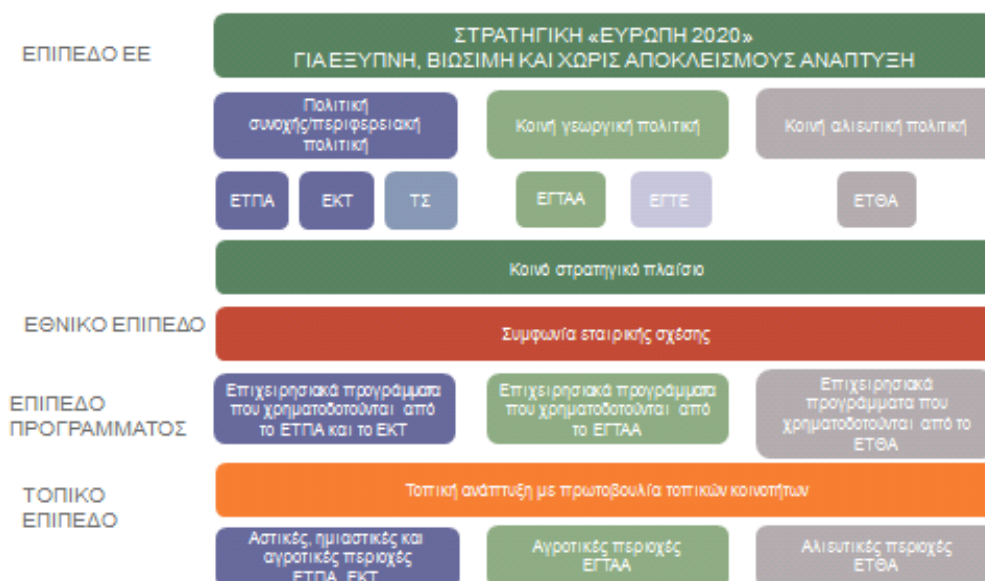 ΕΠΙΠΕΔΟ ΕΕ
ΣΤΡΑΤΗΓΙΚΗ «ΕΥΡΩΠΗ 2020»
ΓΙΑ ΕΞΥΠΝΗ, ΒΙΩΣΙΜΗ ΚΑΙ ΧΩΡΙΣ ΑΠΟΚΛΕΙΣΜΟΥΣ ΑΝΑΠΤΥΞΗ
Πολιτική
συνοχής/περιφερειακή
πολιτική
Κοινή γεωργική πολιτική
Κοινή αλιευτική πολιτική
ΕΤΠΑ
ΕΚΤ
ΤΣ
ΕΓΤΑΑ
ΕΓΤΕ
ΕΤΘΑ
Κοινό στρατηγικό πλαίσιο
ΕΘΝΙΚΟ ΕΠΙΠΕΔΟ
Συμφωνία εταιρικής σχέσης
ΕΠΙΠΕΔΟ
ΠΡΟΓΡΑΜΜΑΤΟΣ
Επιχειρησιακά προγράμματα
που χρηματοδοτούνται από
το ΕΤΠΑ και το ΕΚΤ
Επιχειρησιακά προγράμματα
που χρηματοδοτούνται από
το ΕΓΤΑΑ
Επιχειρησιακά
προγράμματα που
χρηματοδοτούνται από το
ΕΤΘΑ
ΤΟΠΙΚΟ
ΕΠΙΠΕΔΟ
Τοπική ανάπτυξη με πρωτοβουλία τοπικών κοινοτήτων
Αστικές, ημιαστικές και
αγροτικές περιοχές
ΕΤΠΑ, ΕΚΤ
Αγροτικές περιοχές
ΕΓΤΑΑ
Αλιευτικές περιοχές
ΕΤΘΑ